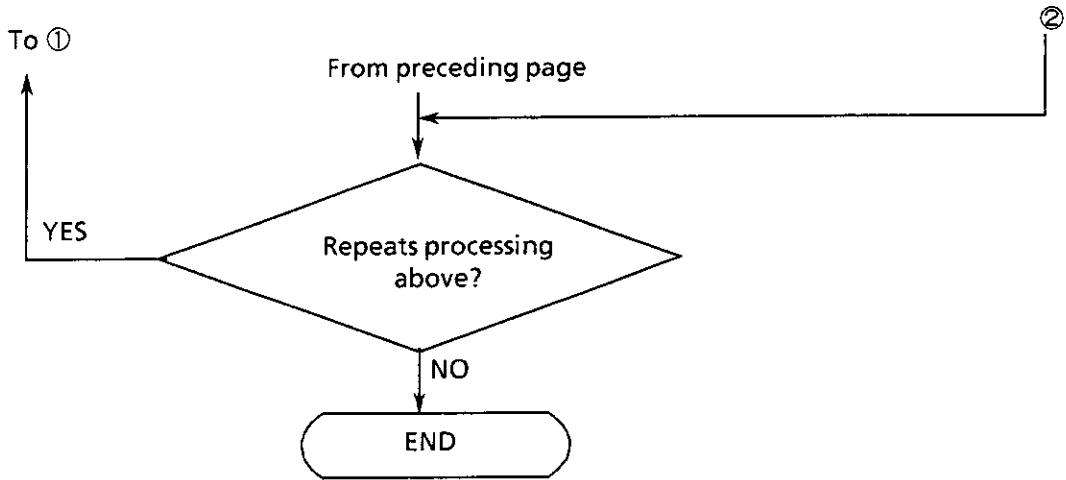 ②
To ①
From preceding page
YES
Repeats processing
above?
NO
END